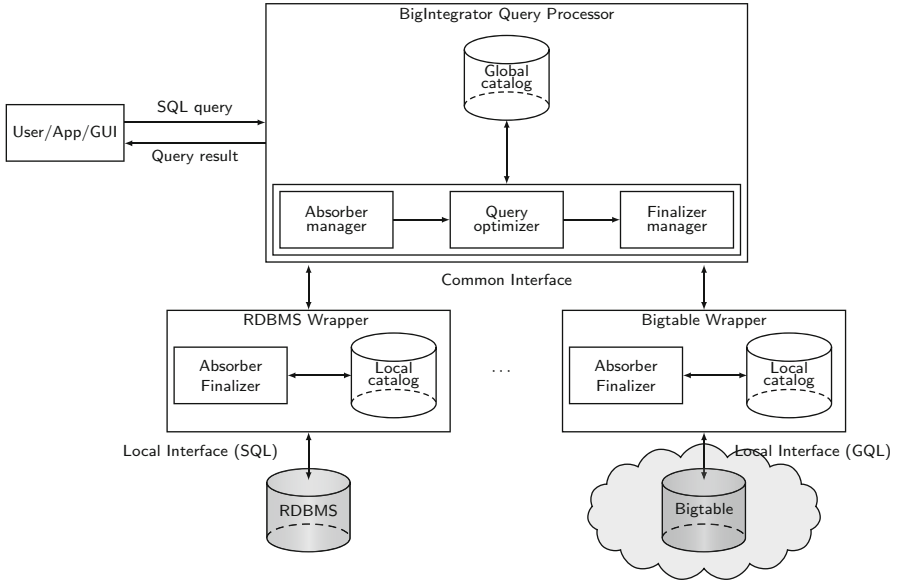 BigIntegrator Query Processor
Global
catalog
SQL query
User/App/GUI
Query result
Absorber
manager
Query
optimizer
Finalizer
manager
Common Interface
RDBMS Wrapper
Absorber
Finalizer
Local
catalog
...
Bigtable Wrapper
Absorber
Finalizer
Local
catalog
Local Interface (SQL)
Local Interface (GQL)
RDBMS
Bigtable